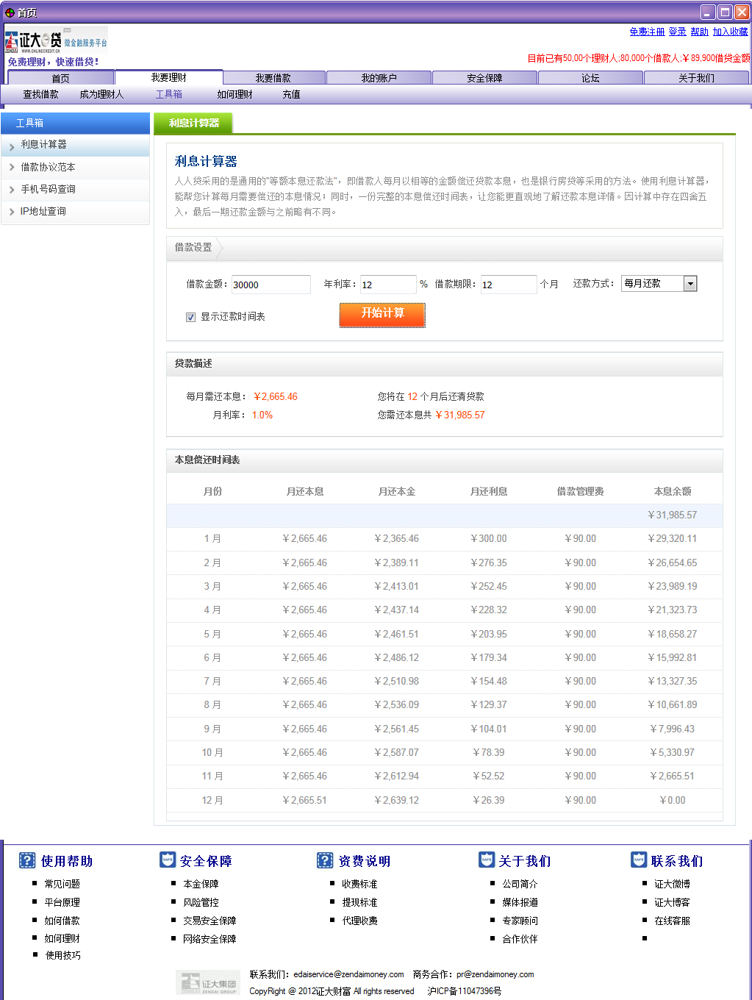 首页
免费注册 登录 帮助 加入收藏
证大e贷 微金融服务平台
ZENDAI WWW.ONLINECREDIT.CN
免费理财，快速借贷！
目前已有50,00个理财人;80,000个借款人;￥89,900借贷金额
首页 我要理财 我要借款 我的账户 安全保障 论坛 关于我们
查找借款 成为理财人 工具箱 如何理财 充值
工具箱
利息计算器
借款协议范本
手机号码查询
IP地址查询
利息计算器
利息计算器
人人贷采用的是通用的"等额本息还款法"，即借款人每月以相等的金额偿还贷款本息，也是银行房贷等采用的方法。使用利息计算器，
能帮您计算每月需要偿还的本息情况；同时，一份完整的本息偿还时间表，让您能更直观地了解还款本息详情。因计算中存在四舍五
入，最后一期还款金额与之前略有不同。
借款设置
借款金额： 30000 年利率： 12 % 借款期限： 12 个月 还款方式： 每月还款
显示还款时间表 开始计算
贷款描述
每月需还本息： ￥2,665.46 您将在 12 个月后还清贷款
月利率： 1.0% 您需还本息共 ￥31,985.57
本息偿还时间表
月份 月还本息 月还本金 月还利息 借款管理费 本息余额
￥31,985.57
1 月 ￥2,665.46 ￥2,365.46 ￥300.00 ￥90.00 ￥29,320.11
2 月 ￥2,665.46 ￥2,389.11 ￥276.35 ￥90.00 ￥26,654.65
3 月 ￥2,665.46 ￥2,413.01 ￥252.45 ￥90.00 ￥23,989.19
4 月 ￥2,665.46 ￥2,437.14 ￥228.32 ￥90.00 ￥21,323.73
5 月 ￥2,665.46 ￥2,461.51 ￥203.95 ￥90.00 ￥18,658.27
6 月 ￥2,665.46 ￥2,486.12 ￥179.34 ￥90.00 ￥15,992.81
7 月 ￥2,665.46 ￥2,510.98 ￥154.48 ￥90.00 ￥13,327.35
8 月 ￥2,665.46 ￥2,536.09 ￥129.37 ￥90.00 ￥10,661.89
9 月 ￥2,665.46 ￥2,561.45 ￥104.01 ￥90.00 ￥7,996.43
10 月 ￥2,665.46 ￥2,587.07 ￥78.39 ￥90.00 ￥5,330.97
11 月 ￥2,665.46 ￥2,612.94 ￥52.52 ￥90.00 ￥2,665.51
12 月 ￥2,665.51 ￥2,639.12 ￥26.39 ￥90.00 ￥0.00
使用帮助
常见问题
平台原理
如何借款
如何理财
使用技巧
SAFE 安全保障
本金保障
风险管控
交易安全保障
网络安全保障
资费说明
收费标准
提现标准
代理收费
SAFE 关于我们
公司简介
媒体报道
专家顾问
合作伙伴
SAFE 联系我们
证大微博
证大博客
在线客服
证大集团
ZENDAI GROUP
联系我们：edaiservice@zendaimoney.com 商务合作：pr@zendaimoney.com
CopyRight @ 2012证大财富 All rights reserved 沪ICP备11047396号